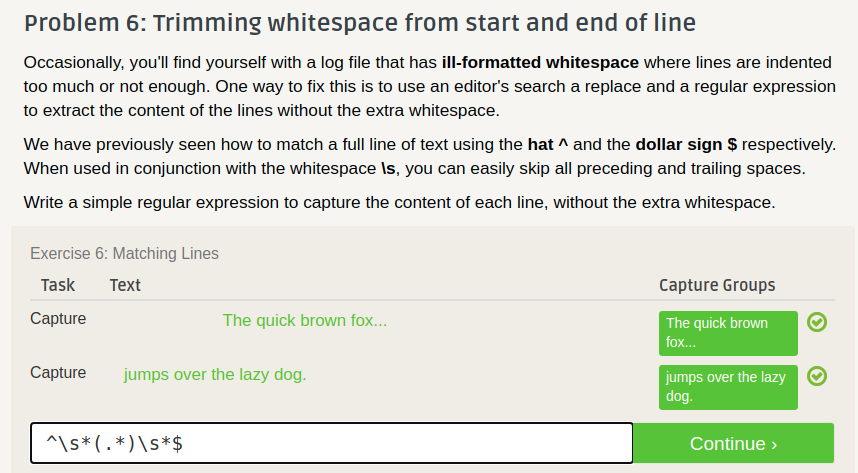 Problem 6: Trimming whitespace from start and end of line
Occasionally, you'll find yourself with a log file that has ill-formatted whitespace where lines are indented
too much or not enough. One way to fix this is to use an editor's search a replace and a regular expression
to extract the content of the lines without the extra whitespace.
We have previously seen how to match a full line of text using the hat ^ and the dollar sign $ respectively.
When used in conjunction with the whitespace \s, you can easily skip all preceding and trailing spaces.
Write a simple regular expression to capture the content of each line, without the extra whitespace.
Exercise 6: Matching Lines
Task Text Capture Groups
Capture The quick brown fox... The quick brown
fox...
Capture jumps over the lazy dog. jumps over the lazy
dog.
^\s*(.*)\s*$ Continue ›